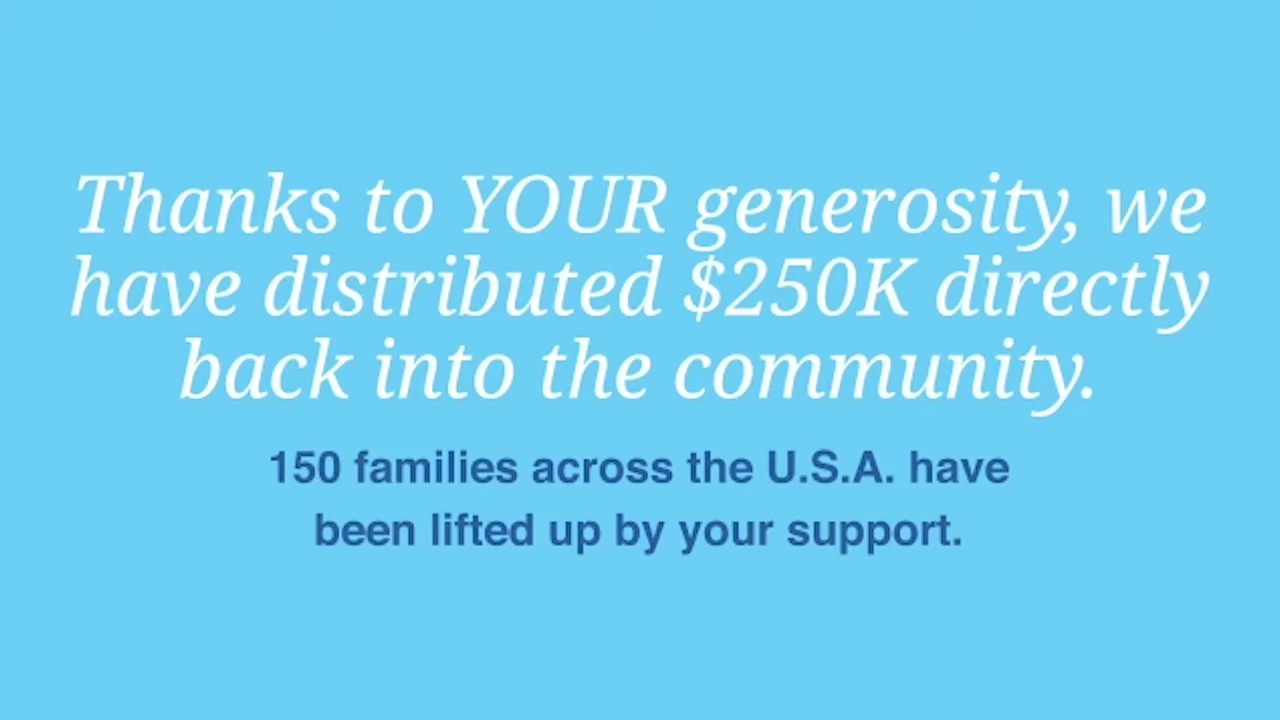 Thanks to YOUR generosity, we
have distributed $250K directly
back into the community.
150 families across the U.S.A. have
been lifted up by your support.